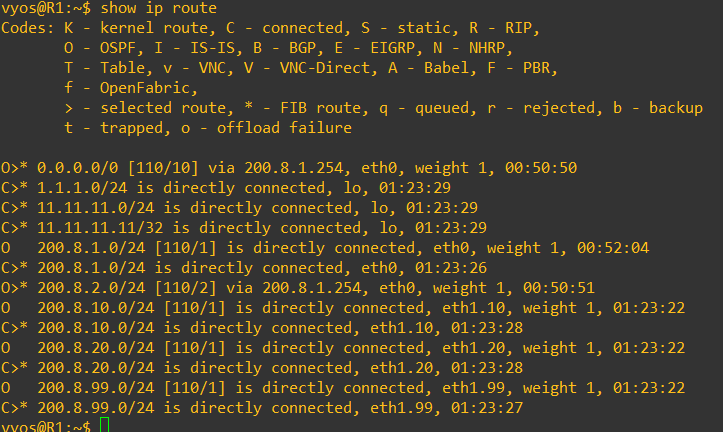 vyos@R1:~$ show ip route
Codes: K - kernel route, C - connected, S - static, R - RIP,
       O - OSPF, I - IS-IS, B - BGP, E - EIGRP, N - NHRP,
       T - Table, v - VNC, V - VNC-Direct, A - Babel, F - PBR,
       f - OpenFabric,
       > - selected route, * - FIB route, q - queued, r - rejected, b - backup
       t - trapped, o - offload failure

O>* 0.0.0.0/0 [110/10] via 200.8.1.254, eth0, weight 1, 00:50:50
C>* 1.1.1.0/24 is directly connected, lo, 01:23:29
C>* 11.11.11.0/24 is directly connected, lo, 01:23:29
C>* 11.11.11.11/32 is directly connected, lo, 01:23:29
O   200.8.1.0/24 [110/1] is directly connected, eth0, weight 1, 00:52:04
C>* 200.8.1.0/24 is directly connected, eth0, 01:23:26
O>* 200.8.2.0/24 [110/2] via 200.8.1.254, eth0, weight 1, 00:50:51
O   200.8.10.0/24 [110/1] is directly connected, eth1.10, weight 1, 01:23:22
C>* 200.8.10.0/24 is directly connected, eth1.10, 01:23:28
O   200.8.20.0/24 [110/1] is directly connected, eth1.20, weight 1, 01:23:22
C>* 200.8.20.0/24 is directly connected, eth1.20, 01:23:28
O   200.8.99.0/24 [110/1] is directly connected, eth1.99, weight 1, 01:23:22
C>* 200.8.99.0/24 is directly connected, eth1.99, 01:23:27
vyos@R1:~$